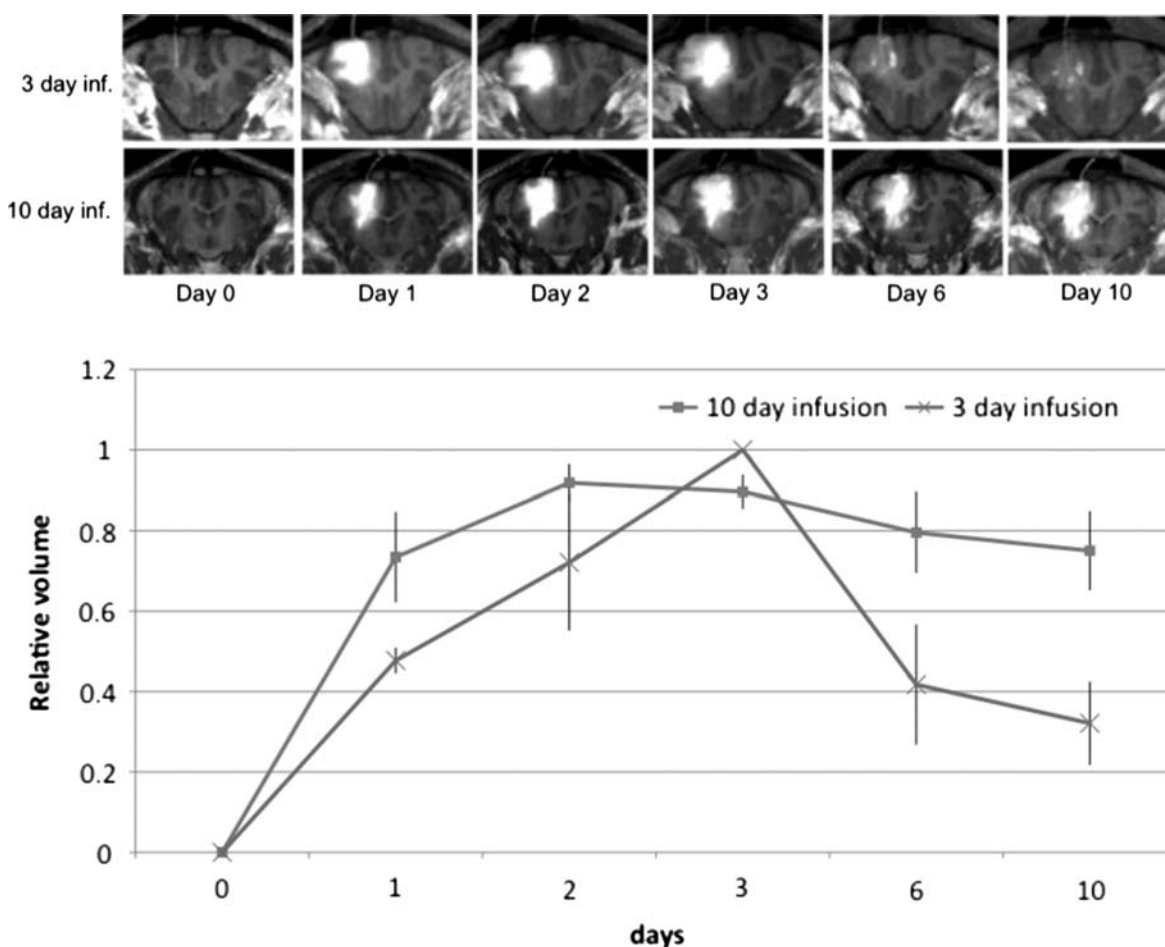 3 day inf.
10 day inf.
Day 0 Day 1 Day 2 Day 3 Day 6 Day 10
1.2
10 day infusion 3 day infusion
1
0.8
0.6
0.4
0.2
0
Relative volume
0 1 2 3 6 10
days